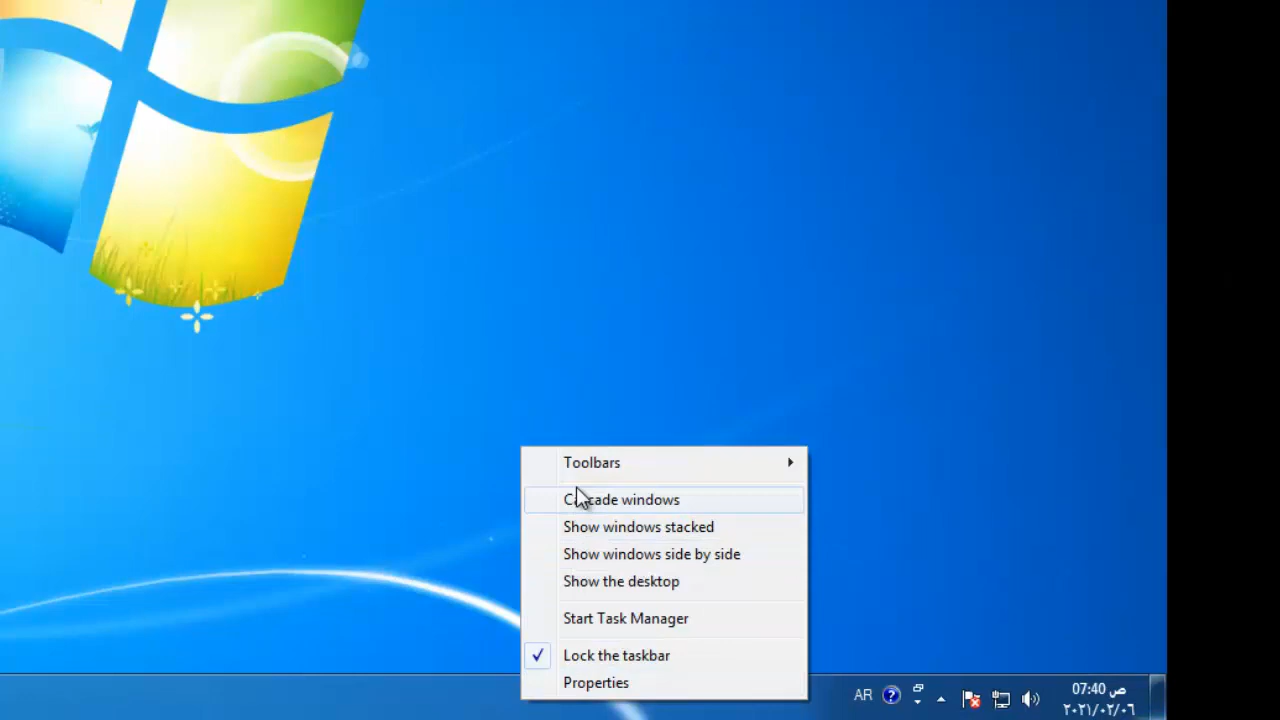 Toolbars
Cascade windows
Show windows stacked
Show windows side by side
Show the desktop
Start Task Manager
Lock the taskbar
Properties
AR
07:40 ص
٢٠٢١/٠٢/٠٦